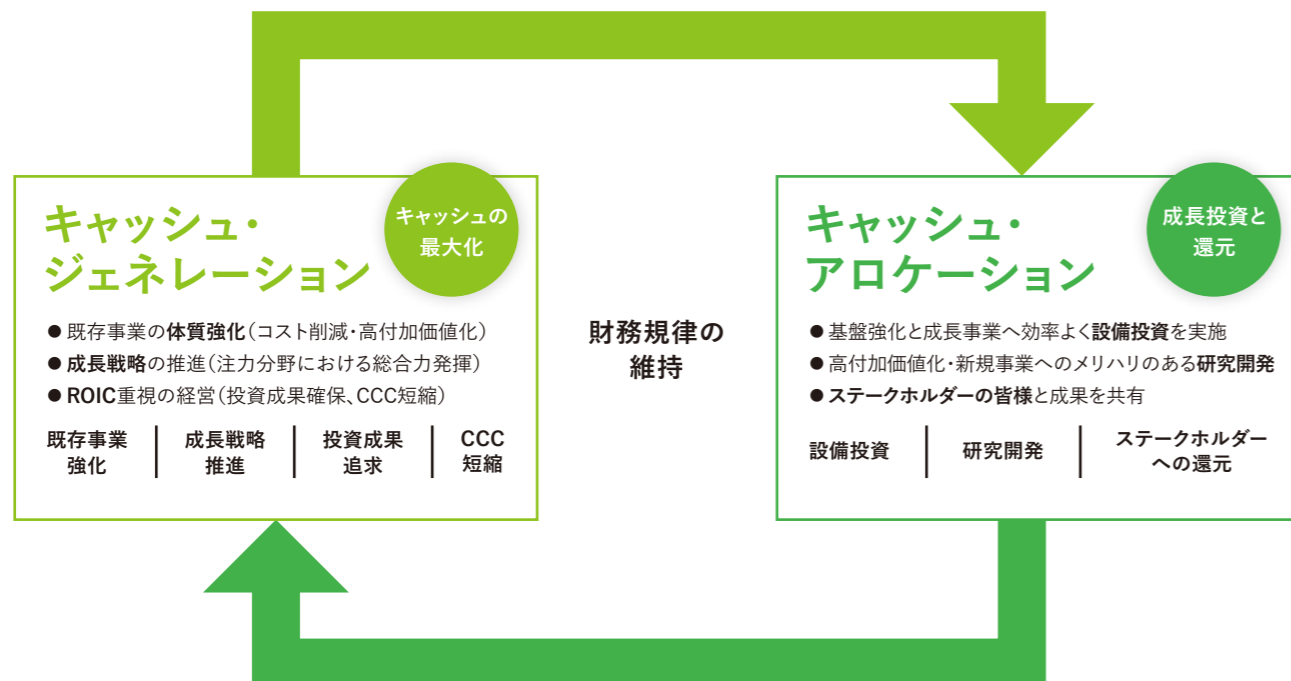 キャッシュ・
ジェネレーション
キャッシュの
最大化
● 既存事業の体質強化(コスト削減・高付加価値化)
● 成長戦略の推進(注力分野における総合力発揮)
● ROIC重視の経営(投資成果確保、CCC短縮)
既存事業
強化
成長戦略
推進
投資成果
追求
CCC
短縮
財務規律の
維持
キャッシュ・
アロケーション
成長投資と
還元
● 基盤強化と成長事業へ効率よく設備投資を実施
● 高付加価値化・新規事業へのメリハリのある研究開発
● ステークホルダーの皆様と成果を共有
設備投資
研究開発
ステークホルダー
への還元